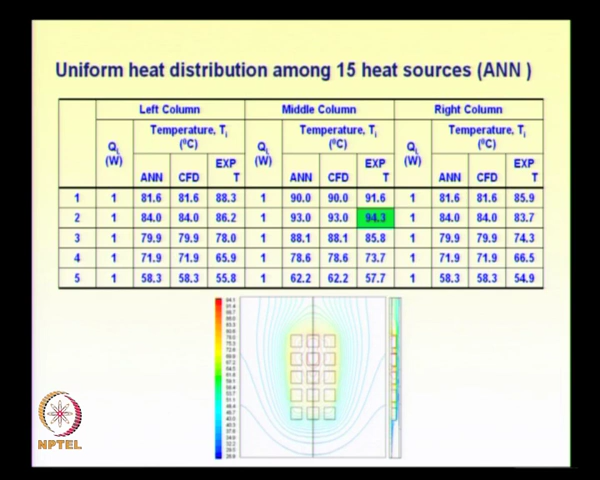 Uniform heat distribution among 15 heat sources (ANN )
Left Column Middle Column Right Column
Qi (W) Temperature, Ti (⁰C) Qi (W) Temperature, Ti (⁰C) Qi (W) Temperature, Ti (⁰C)
ANN CFD EXP T ANN CFD EXP T ANN CFD EXP T
1 1 81.6 81.6 88.3 1 90.0 90.0 91.6 1 81.6 81.6 85.9
2 1 84.0 84.0 86.2 1 93.0 93.0 94.3 1 84.0 84.0 83.7
3 1 79.9 79.9 78.0 1 88.1 88.1 85.8 1 79.9 79.9 74.3
4 1 71.9 71.9 65.9 1 78.6 78.6 73.7 1 71.9 71.9 66.5
5 1 58.3 58.3 55.8 1 62.2 62.2 57.7 1 58.3 58.3 54.9
NPTEL